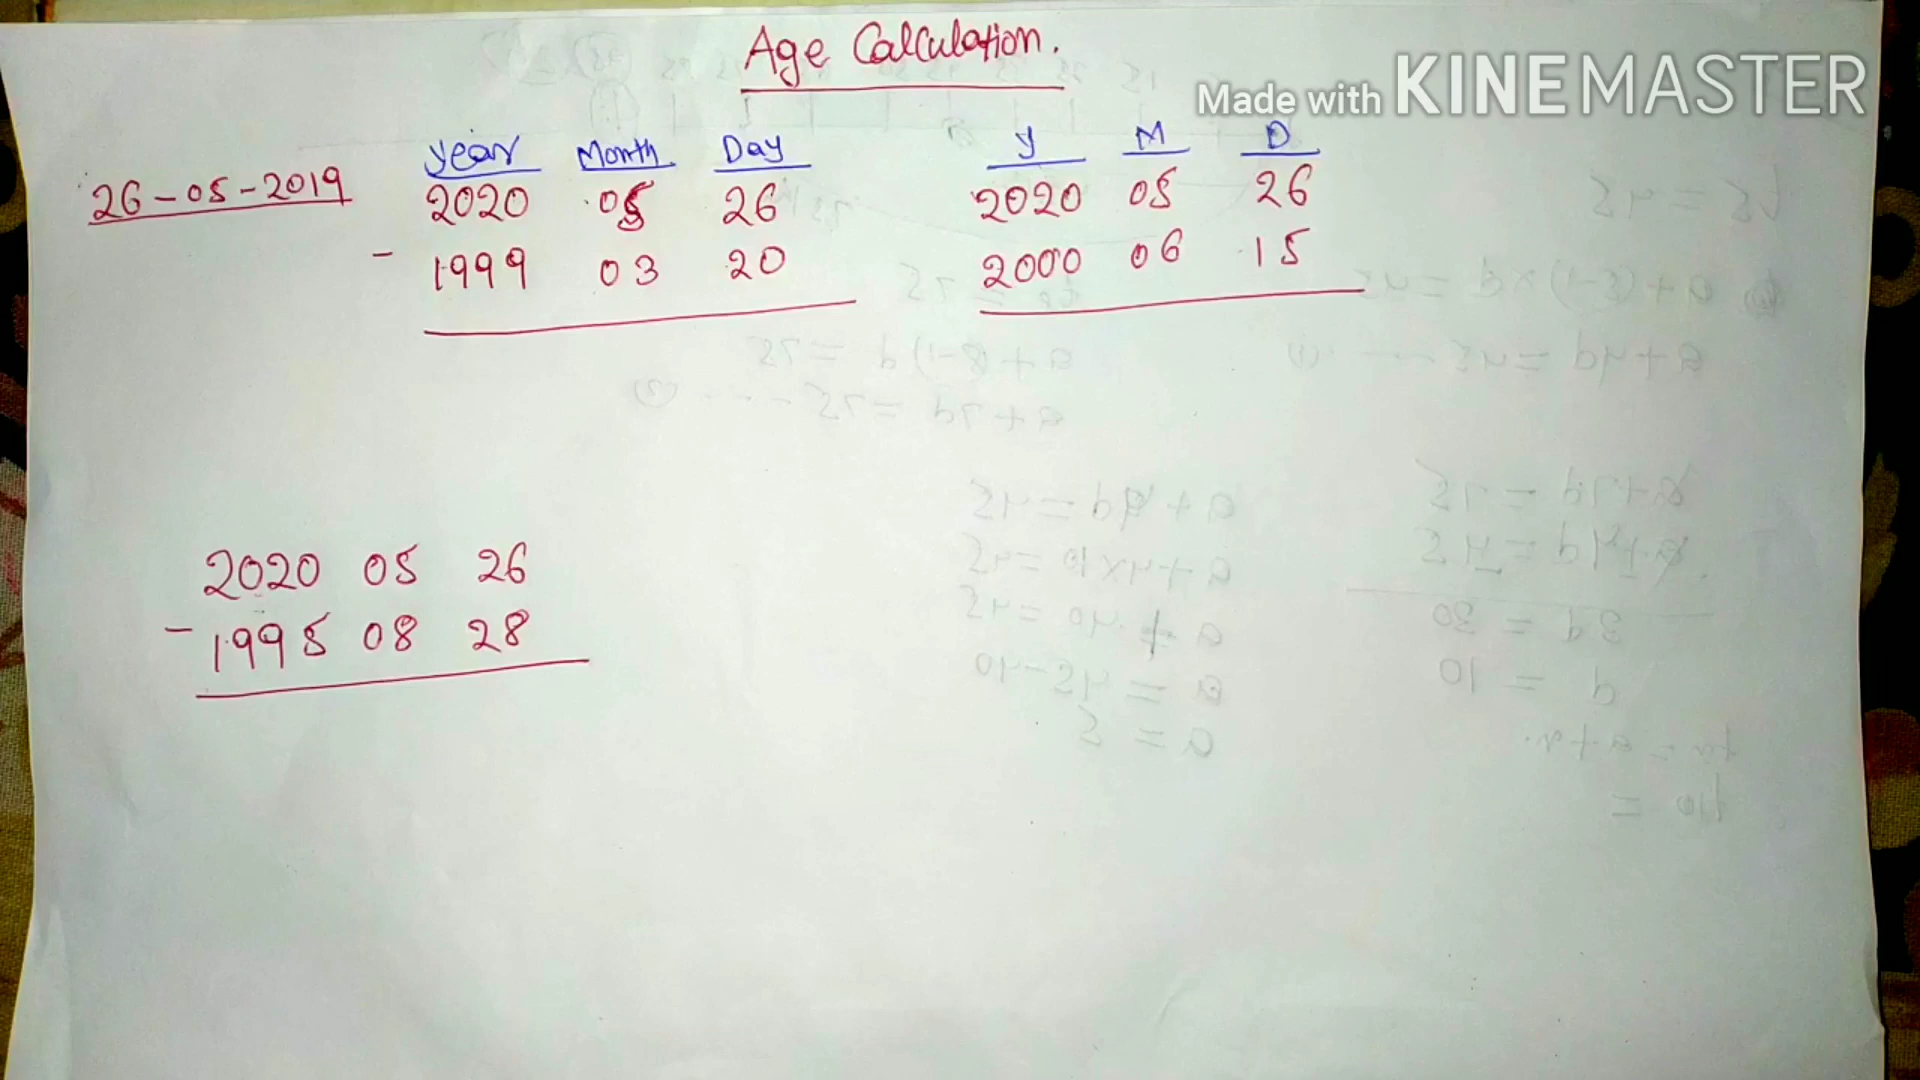 Age Calculation.
Made with KINEMASTER
26-05-2019
Year Month Day
2020 05 26
- 1999 03 20
Y M D
2020 05 26
2000 06 15
2020 05 26
- 1995 08 28